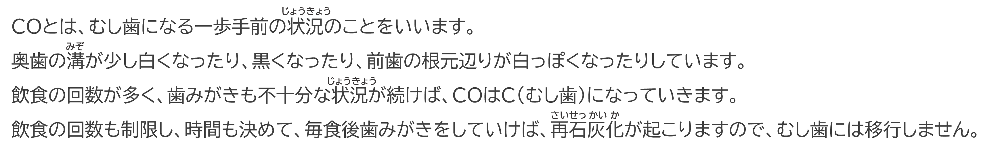 じょうきょう
COとは、むし歯になる一歩手前の状況のことをいいます。
みぞ
奥歯の溝が少し白くなったり、黒くなったり、前歯の根元辺りが白っぽくなったりしています。
じょうきょう
飲食の回数が多く、歯みがきも不十分な状況が続けば、COはC（むし歯）になっていきます。
さいせっかいか
飲食の回数も制限し、時間も決めて、毎食後歯みがきをしていけば、再石灰化が起こりますので、むし歯には移行しません。